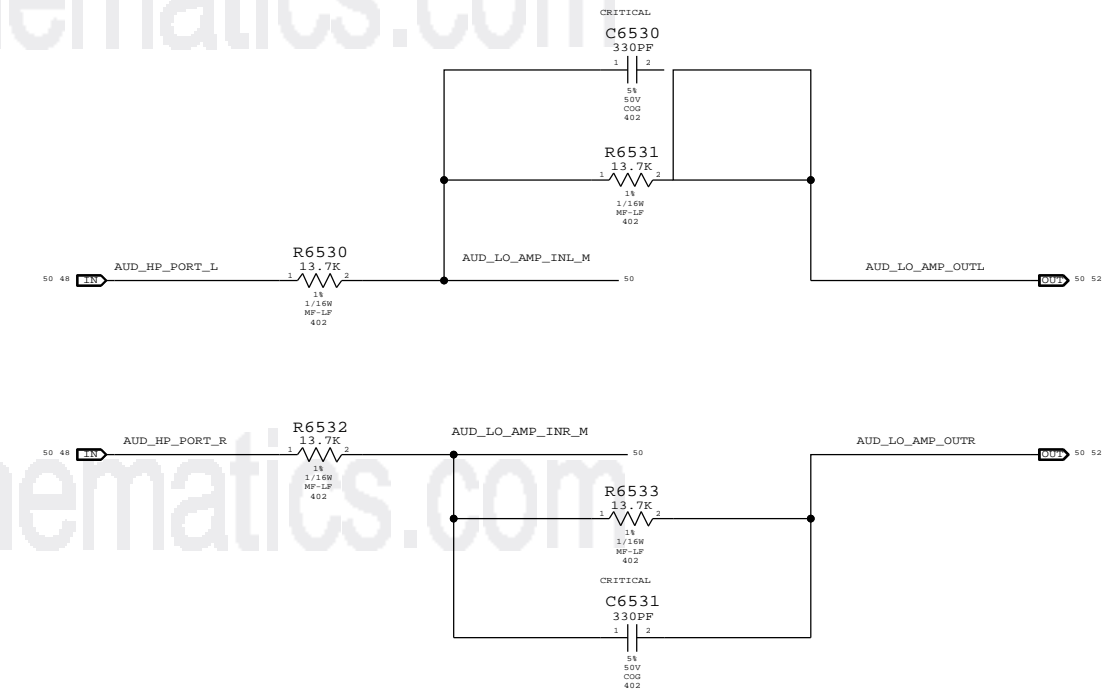 hematics.com
CRITICAL
C6530
330PF
1 2
5%
50V
COG
402
R6531
13.7K
1 2
1%
1/16W
MF-LF
402
R6530
13.7K
1 2
1%
1/16W
MF-LF
402
50 48 IN AUD_HP_PORT_L
AUD_LO_AMP_INL_M
50
AUD_LO_AMP_OUTL
OUT 50 52
R6532
13.7K
1 2
1%
1/16W
MF-LF
402
50 48 IN AUD_HP_PORT_R
AUD_LO_AMP_INR_M
50
AUD_LO_AMP_OUTR
OUT 50 52
hematics.com
R6533
13.7K
1 2
1%
1/16W
MF-LF
402
CRITICAL
C6531
330PF
1 2
5%
50V
COG
402